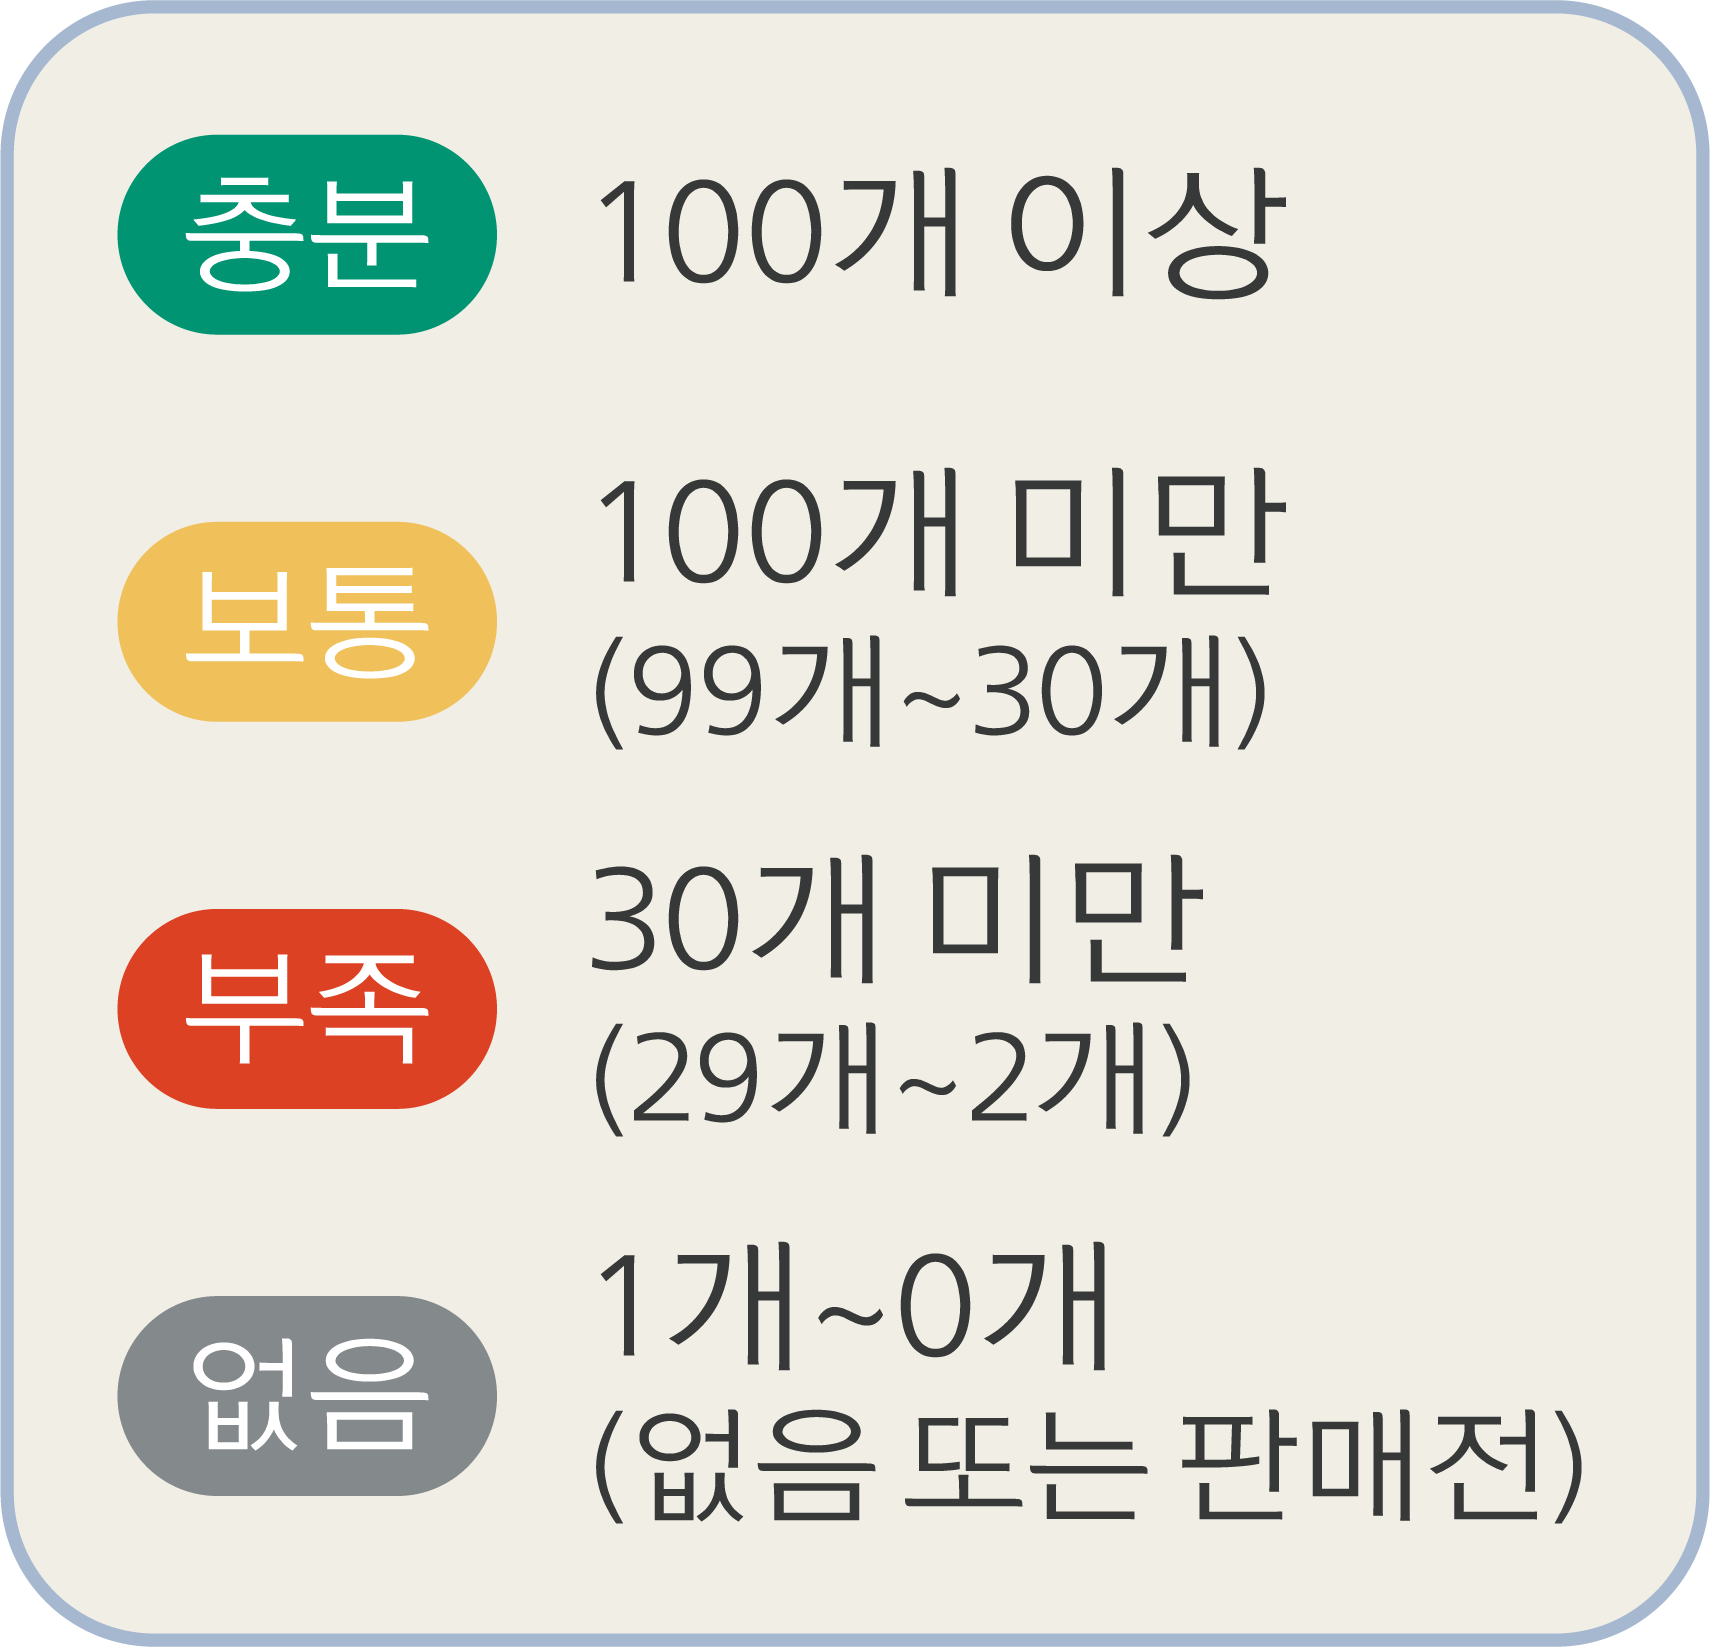 충분 100개 이상
보통 100개 미만
(99개~30개)
부족 30개 미만
(29개~2개)
없음 1개~0개
(없음 또는 판매전)